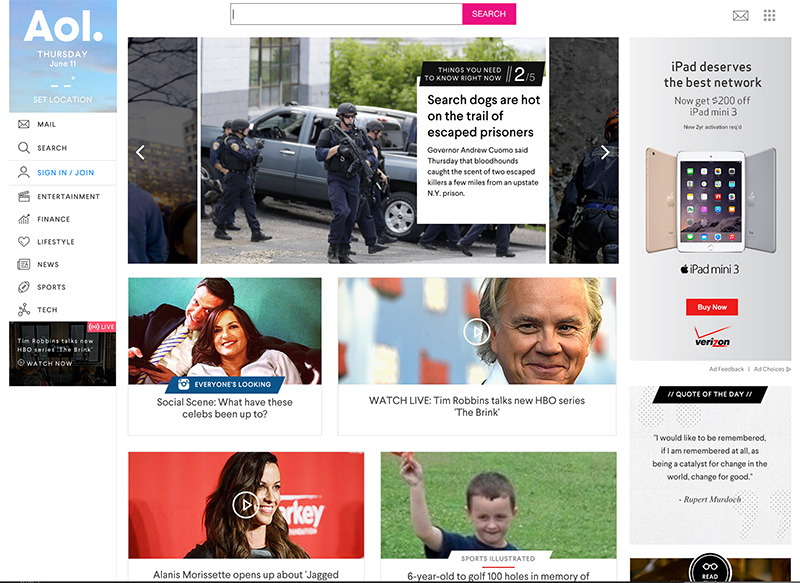 Aol.
THURSDAY
June 11
SET LOCATION
MAIL
SEARCH
SIGN IN / JOIN
ENTERTAINMENT
FINANCE
LIFESTYLE
NEWS
SPORTS
TECH
LIVE
Tim Robbins talks new
HBO series 'The Brink'
WATCH NOW
SEARCH
THINGS YOU NEED
TO KNOW RIGHT NOW
2/5
Search dogs are hot
on the trail of
escaped prisoners
Governor Andrew Cuomo said
Thursday that bloodhounds
caught the scent of two escaped
killers a few miles from an upstate
N.Y. prison.
EVERYONE'S LOOKING
Social Scene: What have these
celebs been up to?
WATCH LIVE: Tim Robbins talks new HBO series
'The Brink'
Alanis Morissette opens up about 'Jagged
SPORTS ILLUSTRATED
6-year-old to golf 100 holes in memory of
iPad deserves
the best network
Now get $200 off
iPad mini 3
New 2yr activation req'd
iPad mini 3
Buy Now
verizon
Ad Feedback | Ad Choices
// QUOTE OF THE DAY //
"I would like to be remembered,
if I am remembered at all, as
being a catalyst for change in the
world, change for good."
- Rupert Murdoch
READ